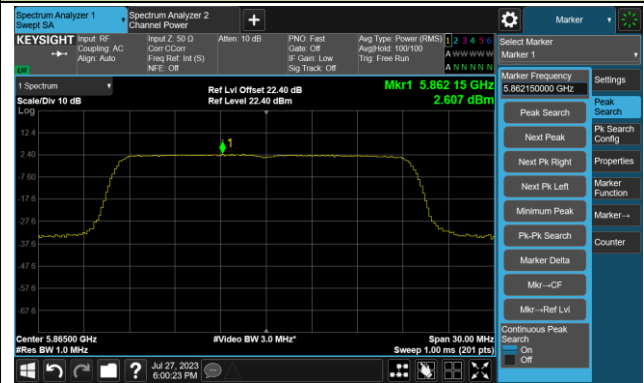 Spectrum Analyzer 1
Swept SA
Spectrum Analyzer 2
Channel Power
+
Marker
KEYSIGHT
Input: RF
Coupling: AC
Align: Auto
Input Z: 50 Ω
Corr CCorr
Freq Ref: Int (S)
NFE: Off
Atten: 10 dB
PNO: Fast
Gate: Off
IF Gain: Low
Sig Track: Off
Avg Type: Power (RMS)
Avg|Hold: 100/100
Trig: Free Run
1 2 3 4 5 6
A W W W W W
A N N N N N
LXI
Select Marker
Marker 1
1 Spectrum
Scale/Div 10 dB
Log
Ref Lvl Offset 22.40 dB
Ref Level 22.40 dBm
Mkr1 5.862 15 GHz
2.607 dBm
1
12.4
2.40
-7.60
-17.6
-27.6
-37.6
-47.6
-57.6
-67.6
Center 5.86500 GHz
#Res BW 1.0 MHz
#Video BW 3.0 MHz*
Span 30.00 MHz
Sweep 1.00 ms (201 pts)
Marker Frequency
5.862150000 GHz
Peak Search
Next Peak
Next Pk Right
Next Pk Left
Minimum Peak
Pk-Pk Search
Marker Delta
Mkr→CF
Mkr→Ref Lvl
Continuous Peak
Search
On
Off
Settings
Peak
Search
Pk Search
Config
Properties
Marker
Function
Marker→
Counter
?
Jul 27, 2023
6:00:23 PM